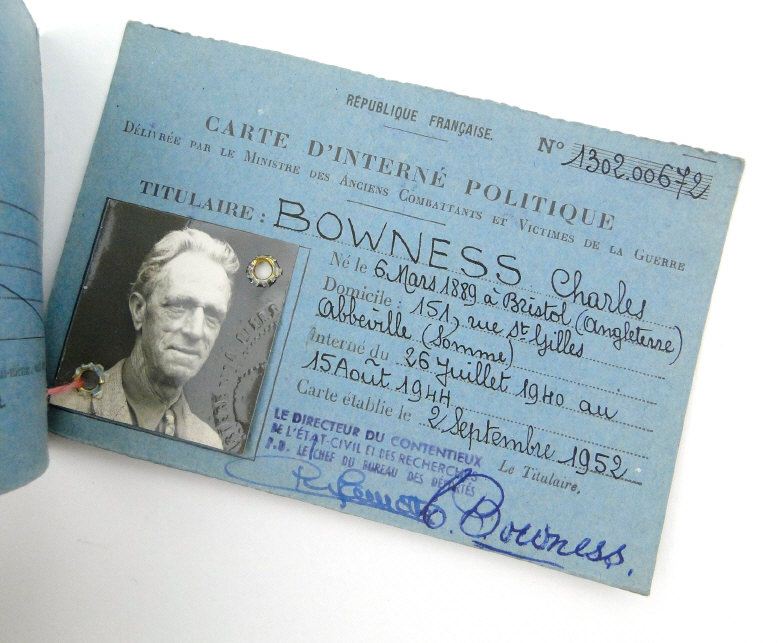 RÉPUBLIQUE FRANÇAISE.
N° 1302.00672
CARTE D'INTERNÉ POLITIQUE
DÉLIVRÉE PAR LE MINISTRE DES ANCIENS COMBATTANTS ET VICTIMES DE LA GUERRE
TITULAIRE : BOWNESS Charles
Né le 6 Mars 1889 à Bristol (Angleterre)
Domicile : 151, rue St Gilles
Abbeville (Somme)
Interné du 26 Juillet 1940 au
15 Août 1944
Carte établie le 2 Septembre 1952
LE DIRECTEUR DU CONTENTIEUX
DE L'ÉTAT-CIVIL ET DES RECHERCHES
P.D. LE CHEF DU BUREAU DES DÉPORTÉS
Le Titulaire,
C. Bowness.